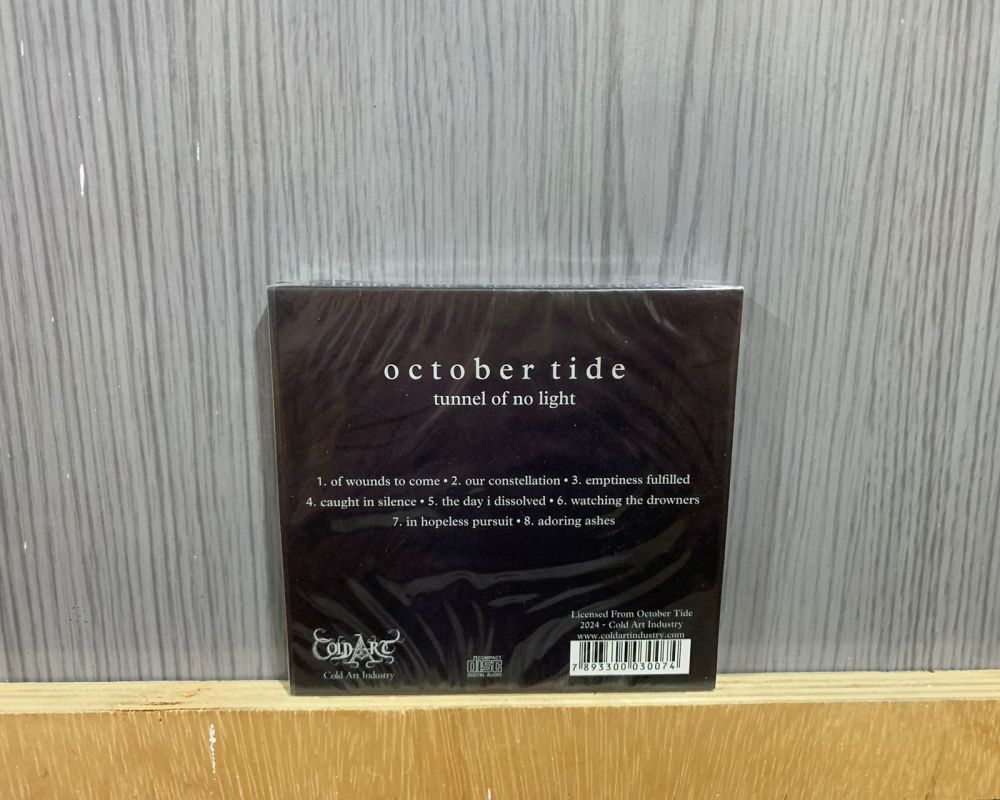 october tide
tunnel of no light
1. of wounds to come • 2. our constellation • 3. emptiness fulfilled
4. caught in silence • 5. the day i dissolved • 6. watching the drowners
7. in hopeless pursuit • 8. adoring ashes
Licensed From October Tide
2024 - Cold Art Industry
www.coldartindustry.com
7 893300 030074
COLD ART
Cold Art Industry
COMPACT
disc
DIGITAL AUDIO